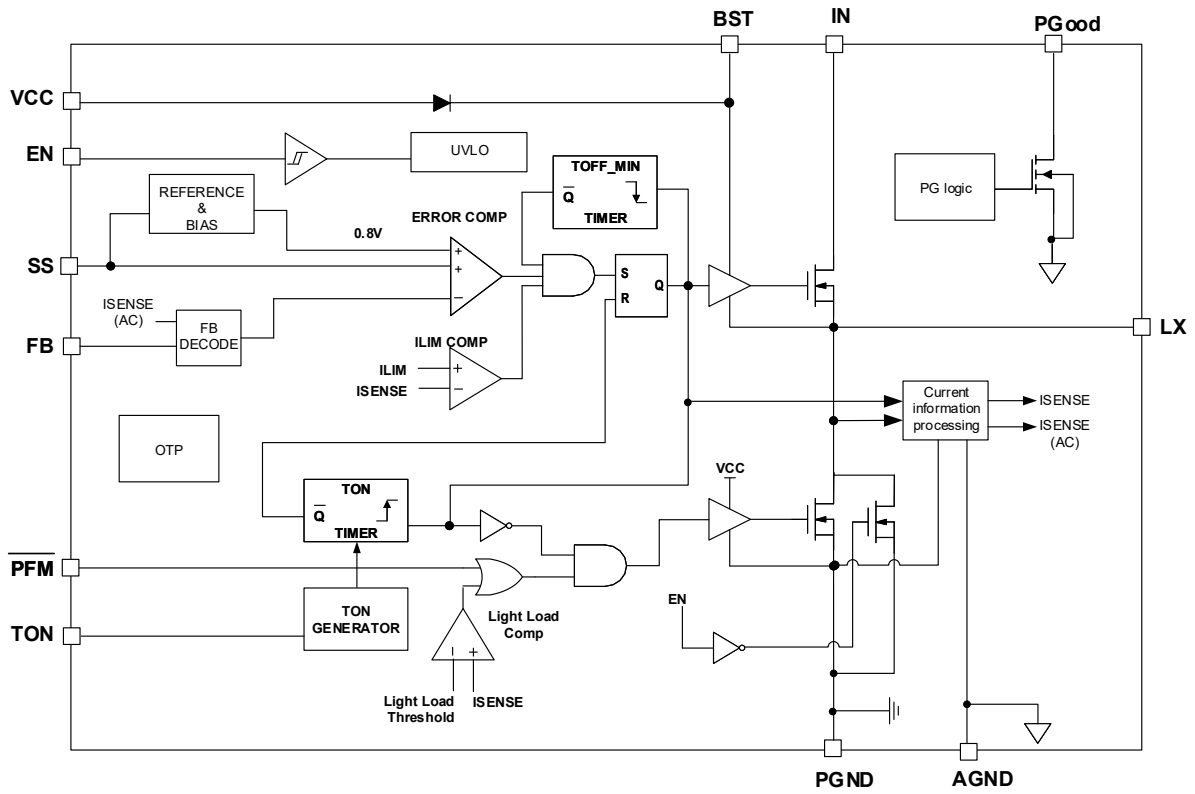 BST
IN
PGood
VCC
EN
UVLO
REFERENCE
&
BIAS
TOFF_MIN
Q
TIMER
PG logic
ERROR COMP
0.8V
+
+
–
SS
S
R
Q
ISENSE
(AC)
FB
DECODE
FB
ILIM COMP
ILIM
+
ISENSE
–
LX
Current
information
processing
ISENSE
ISENSE
(AC)
OTP
VCC
TON
Q
TIMER
PFM
TON
TON
GENERATOR
Light Load
Comp
EN
– +
Light Load
Threshold
ISENSE
PGND
AGND